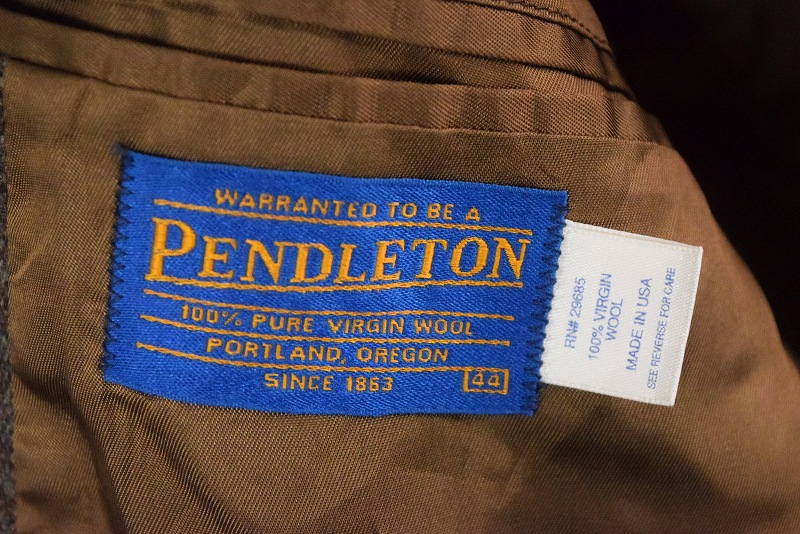 WARRANTED TO BE A
PENDLETON
100% PURE VIRGIN WOOL
PORTLAND, OREGON
SINCE 1863
44
RN# 29685
100% VIRGIN
WOOL
MADE IN USA
SEE REVERSE FOR CARE